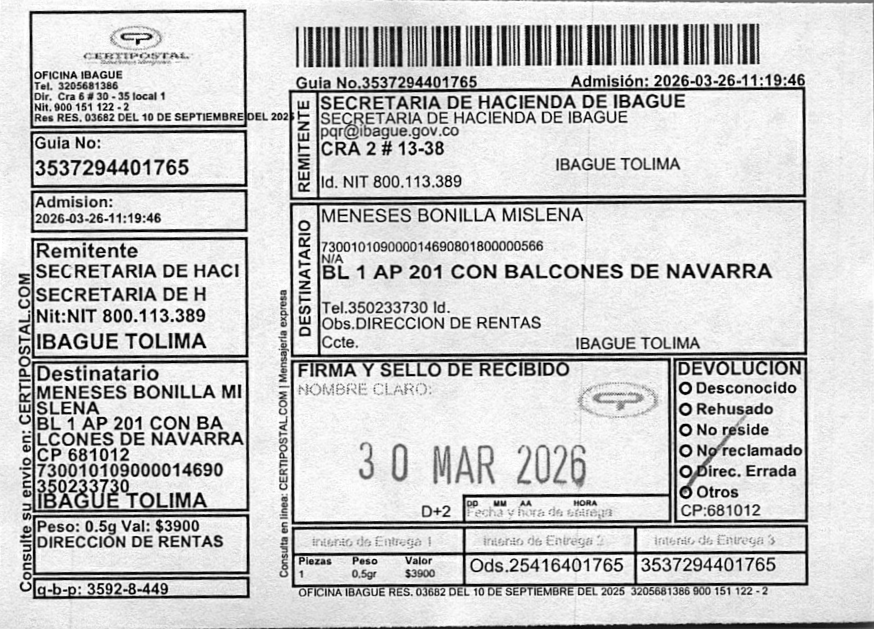 CERTIPOSTAL
OFICINA IBAGUE
Tel. 3205681386
Dir. Cra 6 # 30 - 35 local 1
Nit. 900 151 122 - 2
Res RES. 03682 DEL 10 DE SEPTIEMBRE DEL 2025
Guia No:
3537294401765
Admision:
2026-03-26-11:19:46
Remitente
SECRETARIA DE HACI
SECRETARIA DE H
Nit:NIT 800.113.389
IBAGUE TOLIMA
Destinatario
MENESES BONILLA MI
SLENA
BL 1 AP 201 CON BA
LCONES DE NAVARRA
CP 681012
730010109000014690
350233730
IBAGUE TOLIMA
Peso: 0.5g Val: $3900
DIRECCIÓN DE RENTAS
q-b-p: 3592-8-449
Consulte su envio en: CERTIPOSTAL.COM
Guia No.3537294401765
Admisión: 2026-03-26-11:19:46
REMITENTE
SECRETARIA DE HACIENDA DE IBAGUE
SECRETARIA DE HACIENDA DE IBAGUE
pqr@ibague.gov.co
CRA 2 # 13-38
IBAGUE TOLIMA
Id. NIT 800.113.389
DESTINATARIO
MENESES BONILLA MISLENA
730010109000014690801800000566
N/A
BL 1 AP 201 CON BALCONES DE NAVARRA
Tel.350233730 Id.
Obs.DIRECCION DE RENTAS
Ccte.
IBAGUE TOLIMA
Consulta en linea: CERTIPOSTAL.COM | Mensajería expresa
FIRMA Y SELLO DE RECIBIDO
NOMBRE CLARO:
30 MAR 2026
D+2
DD MM AA HORA
Fecha y hora de entrega
DEVOLUCIÓN
Desconocido
Rehusado
No reside
No reclamado
Direc. Errada
Otros
CP:681012
Intento de Entrega 1
Intento de Entrega 2
Intento de Entrega 3
Piezas Peso Valor
1 0,5gr $3900
Ods.25416401765
3537294401765
OFICINA IBAGUE RES. 03682 DEL 10 DE SEPTIEMBRE DEL 2025 3205681386 900 151 122 - 2